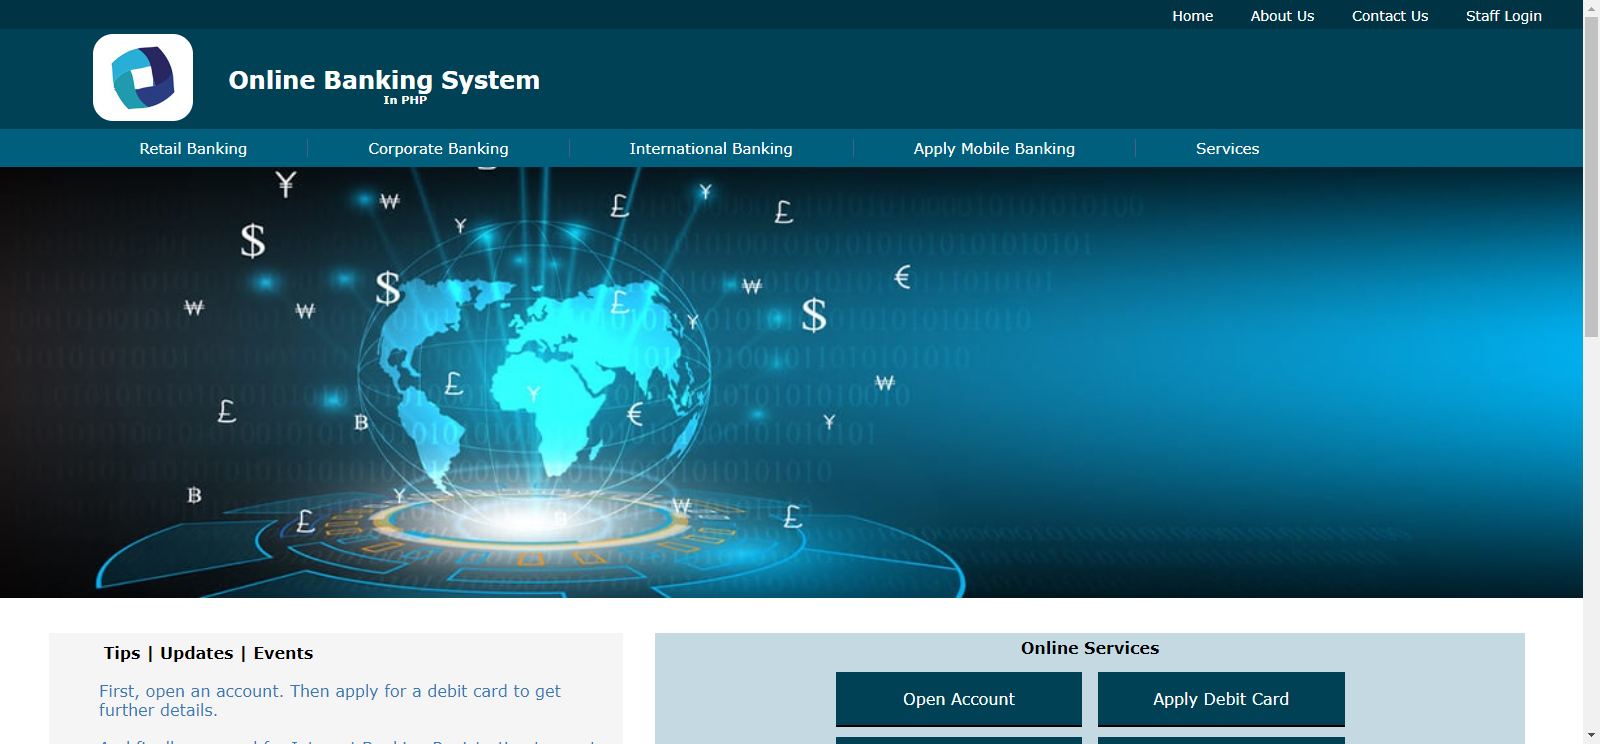 Home About Us Contact Us Staff Login
Online Banking System
In PHP
Retail Banking Corporate Banking International Banking Apply Mobile Banking Services
Tips | Updates | Events
First, open an account. Then apply for a debit card to get
further details.
Online Services
Open Account Apply Debit Card